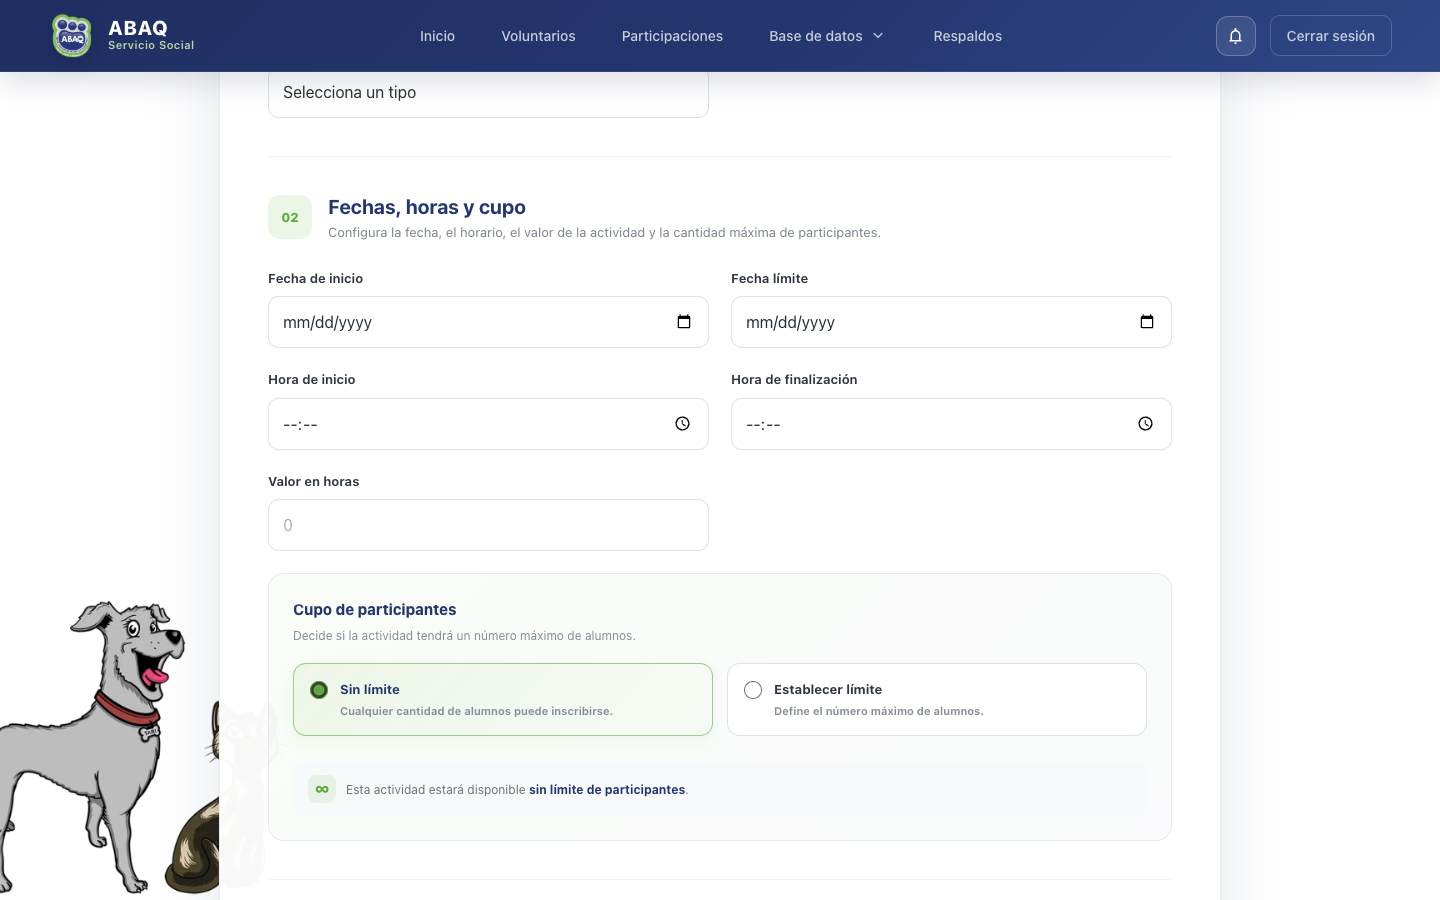 ABAQ
ABAQ
Servicio Social
Inicio
Voluntarios
Participaciones
Base de datos
Respaldos
Cerrar sesión
Selecciona un tipo
02
Fechas, horas y cupo
Configura la fecha, el horario, el valor de la actividad y la cantidad máxima de participantes.
Fecha de inicio
Fecha límite
mm/dd/yyyy
mm/dd/yyyy
Hora de inicio
Hora de finalización
--:--
--:--
Valor en horas
0
Cupo de participantes
Decide si la actividad tendrá un número máximo de alumnos.
Sin límite
Cualquier cantidad de alumnos puede inscribirse.
Establecer límite
Define el número máximo de alumnos.
∞ Esta actividad estará disponible sin límite de participantes.